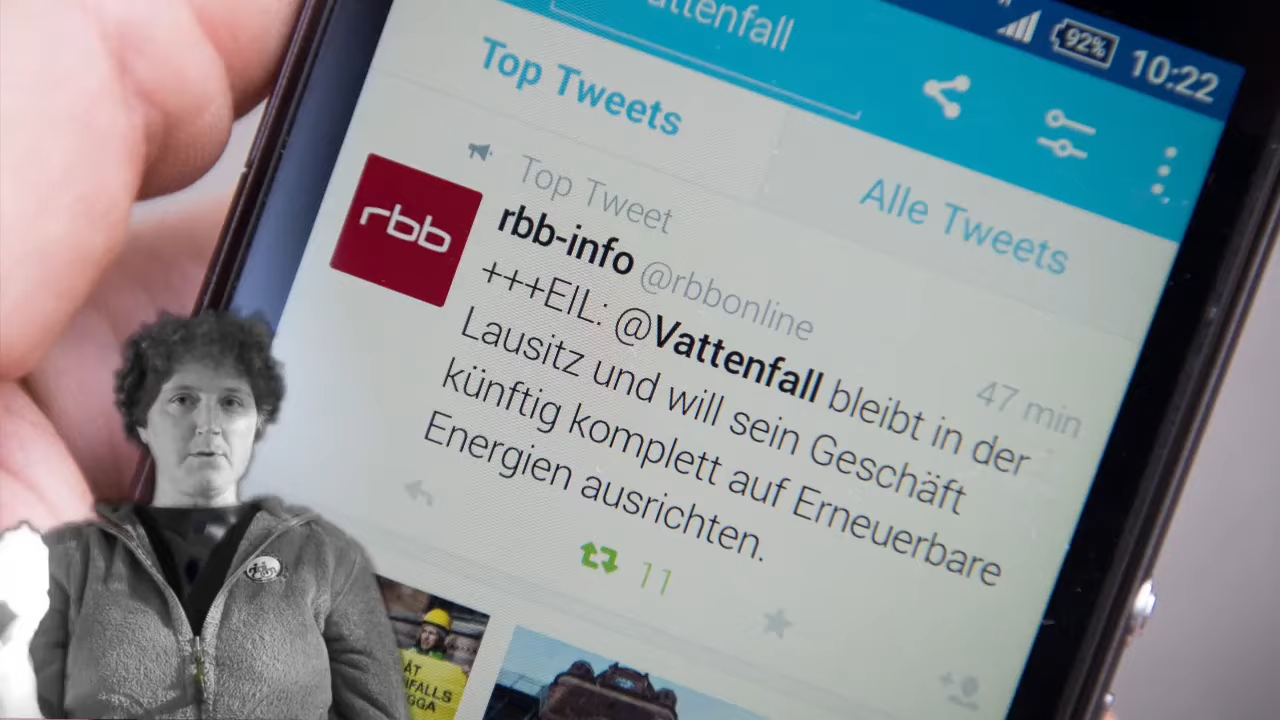 attenfall
92%
10:22
Top Tweets
Alle Tweets
Top Tweet
rbb
rbb-info @rbbonline
47 min
+++EIL: @Vattenfall bleibt in der
Lausitz und will sein Geschäft
künftig komplett auf Erneuerbare
Energien ausrichten.
11